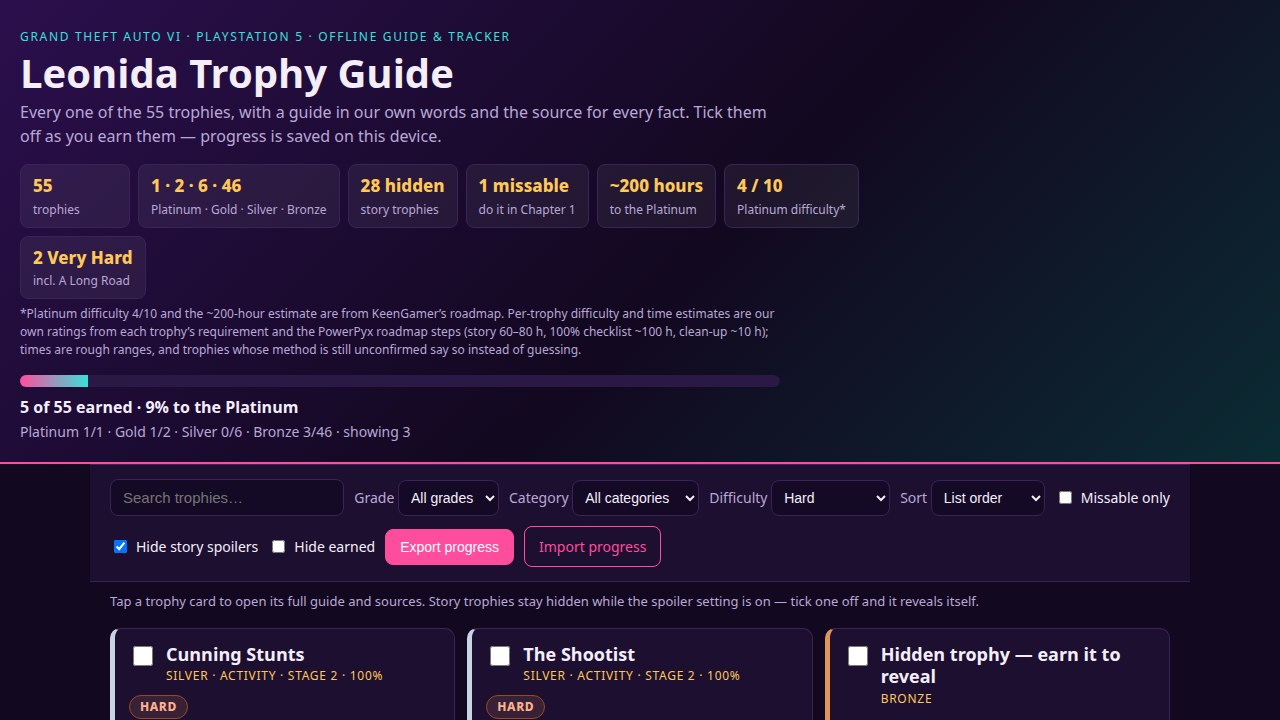 GRAND THEFT AUTO VI · PLAYSTATION 5 · OFFLINE GUIDE & TRACKER
Leonida Trophy Guide
Every one of the 55 trophies, with a guide in our own words and the source for every fact. Tick them
off as you earn them — progress is saved on this device.
55
trophies
1 · 2 · 6 · 46
Platinum · Gold · Silver · Bronze
28 hidden
story trophies
1 missable
do it in Chapter 1
~200 hours
to the Platinum
4 / 10
Platinum difficulty*
2 Very Hard
incl. A Long Road
*Platinum difficulty 4/10 and the ~200-hour estimate are from KeenGamer’s roadmap. Per-trophy difficulty and time estimates are our
own ratings from each trophy’s requirement and the PowerPyx roadmap steps (story 60–80 h, 100% checklist ~100 h, clean-up ~10 h);
times are rough ranges, and trophies whose method is still unconfirmed say so instead of guessing.
5 of 55 earned · 9% to the Platinum
Platinum 1/1 · Gold 1/2 · Silver 0/6 · Bronze 3/46 · showing 3
Search trophies… Grade All grades Category All categories Difficulty Hard Sort List order Missable only
Hide story spoilers Hide earned Export progress Import progress
Tap a trophy card to open its full guide and sources. Story trophies stay hidden while the spoiler setting is on — tick one off and it reveals itself.
Cunning Stunts
SILVER · ACTIVITY · STAGE 2 · 100%
HARD
The Shootist
SILVER · ACTIVITY · STAGE 2 · 100%
HARD
Hidden trophy — earn it to
reveal
BRONZE